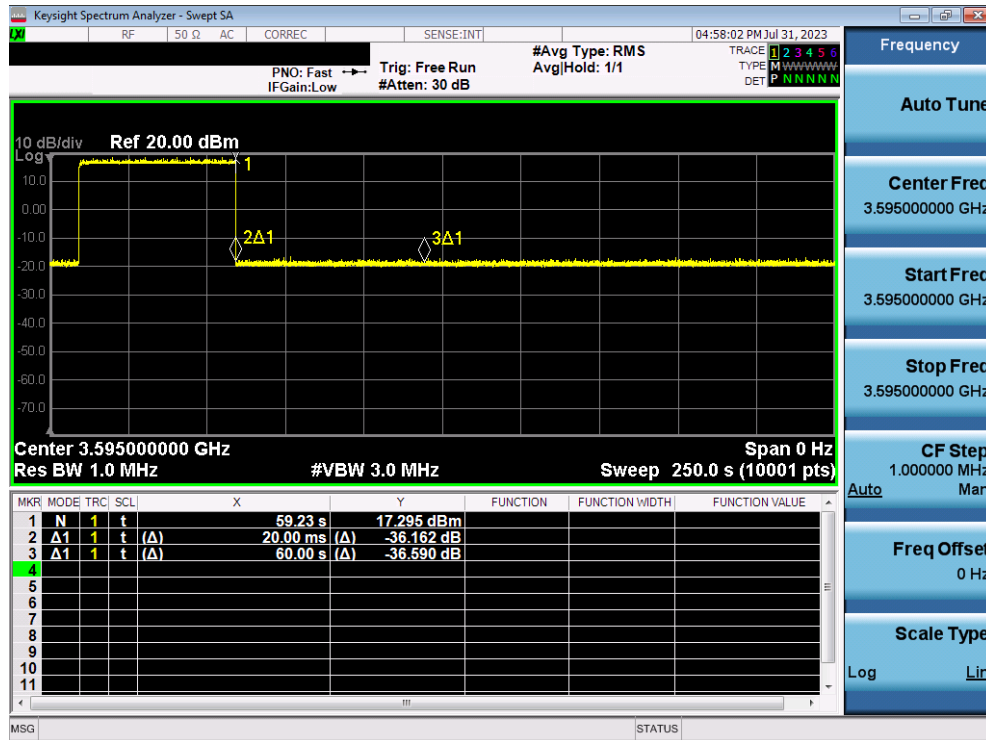 Keysight Spectrum Analyzer - Swept SA
LXI RF 50 Ω AC CORREC SENSE:INT 04:58:02 PM Jul 31, 2023
#Avg Type: RMS TRACE 1 2 3 4 5 6
PNO: Fast Trig: Free Run Avg|Hold: 1/1 TYPE M WWWWW
IFGain:Low #Atten: 30 dB DET P N N N N N
10 dB/div Ref 20.00 dBm
Log
10.0
0.00
-10.0
-20.0
-30.0
-40.0
-50.0
-60.0
-70.0
1
2Δ1
3Δ1
Center 3.595000000 GHz Span 0 Hz
Res BW 1.0 MHz #VBW 3.0 MHz Sweep 250.0 s (10001 pts)
MKR MODE TRC SCL X Y FUNCTION FUNCTION WIDTH FUNCTION VALUE
1 N 1 t 59.23 s 17.295 dBm
2 Δ1 1 t (Δ) 20.00 ms (Δ) -36.162 dB
3 Δ1 1 t (Δ) 60.00 s (Δ) -36.590 dB
4
5
6
7
8
9
10
11
MSG STATUS
Frequency
Auto Tune
Center Freq
3.595000000 GHz
Start Freq
3.595000000 GHz
Stop Freq
3.595000000 GHz
CF Step
1.000000 MHz
Auto Man
Freq Offset
0 Hz
Scale Type
Log Lin